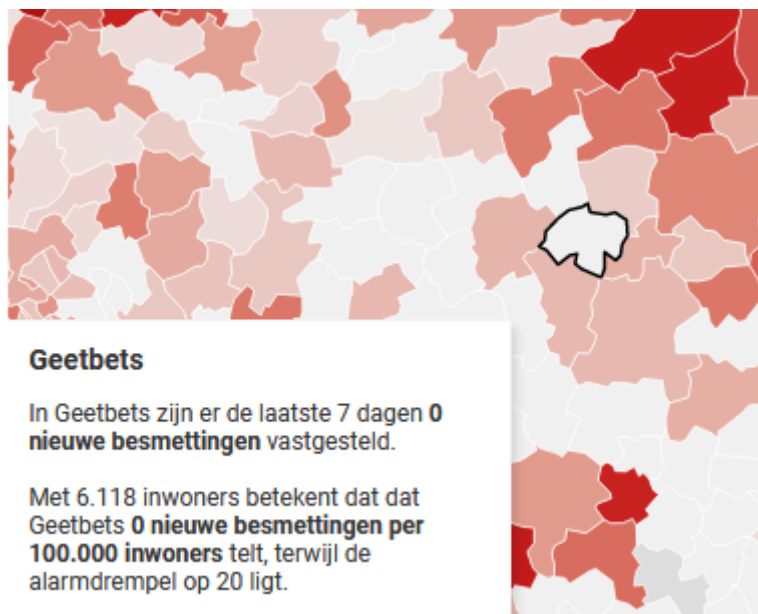 Geetbets
In Geetbets zijn er de laatste 7 dagen 0
nieuwe besmettingen vastgesteld.
Met 6.118 inwoners betekent dat dat
Geetbets 0 nieuwe besmettingen per
100.000 inwoners telt, terwijl de
alarmdrempel op 20 ligt.